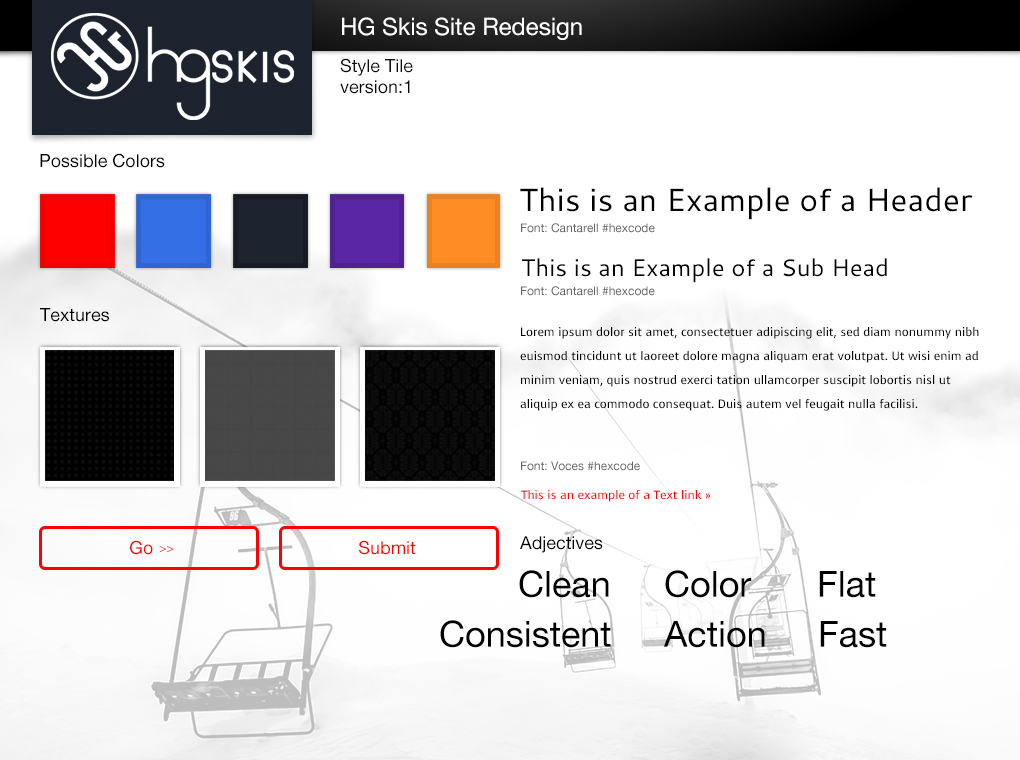 hgSKIS
HG Skis Site Redesign
Style Tile
version:1
Possible Colors
This is an Example of a Header
Font: Cantarell #hexcode
This is an Example of a Sub Head
Font: Cantarell #hexcode
Textures
Lorem ipsum dolor sit amet, consectetuer adipiscing elit, sed diam nonummy nibh
euismod tincidunt ut laoreet dolore magna aliquam erat volutpat. Ut wisi enim ad
minim veniam, quis nostrud exerci tation ullamcorper suscipit lobortis nisl ut
aliquip ex ea commodo consequat. Duis autem vel feugait nulla facilisi.
Font: Voces #hexcode
This is an example of a Text link »
Go >>
Submit
Adjectives
Clean Color Flat
Consistent Action Fast